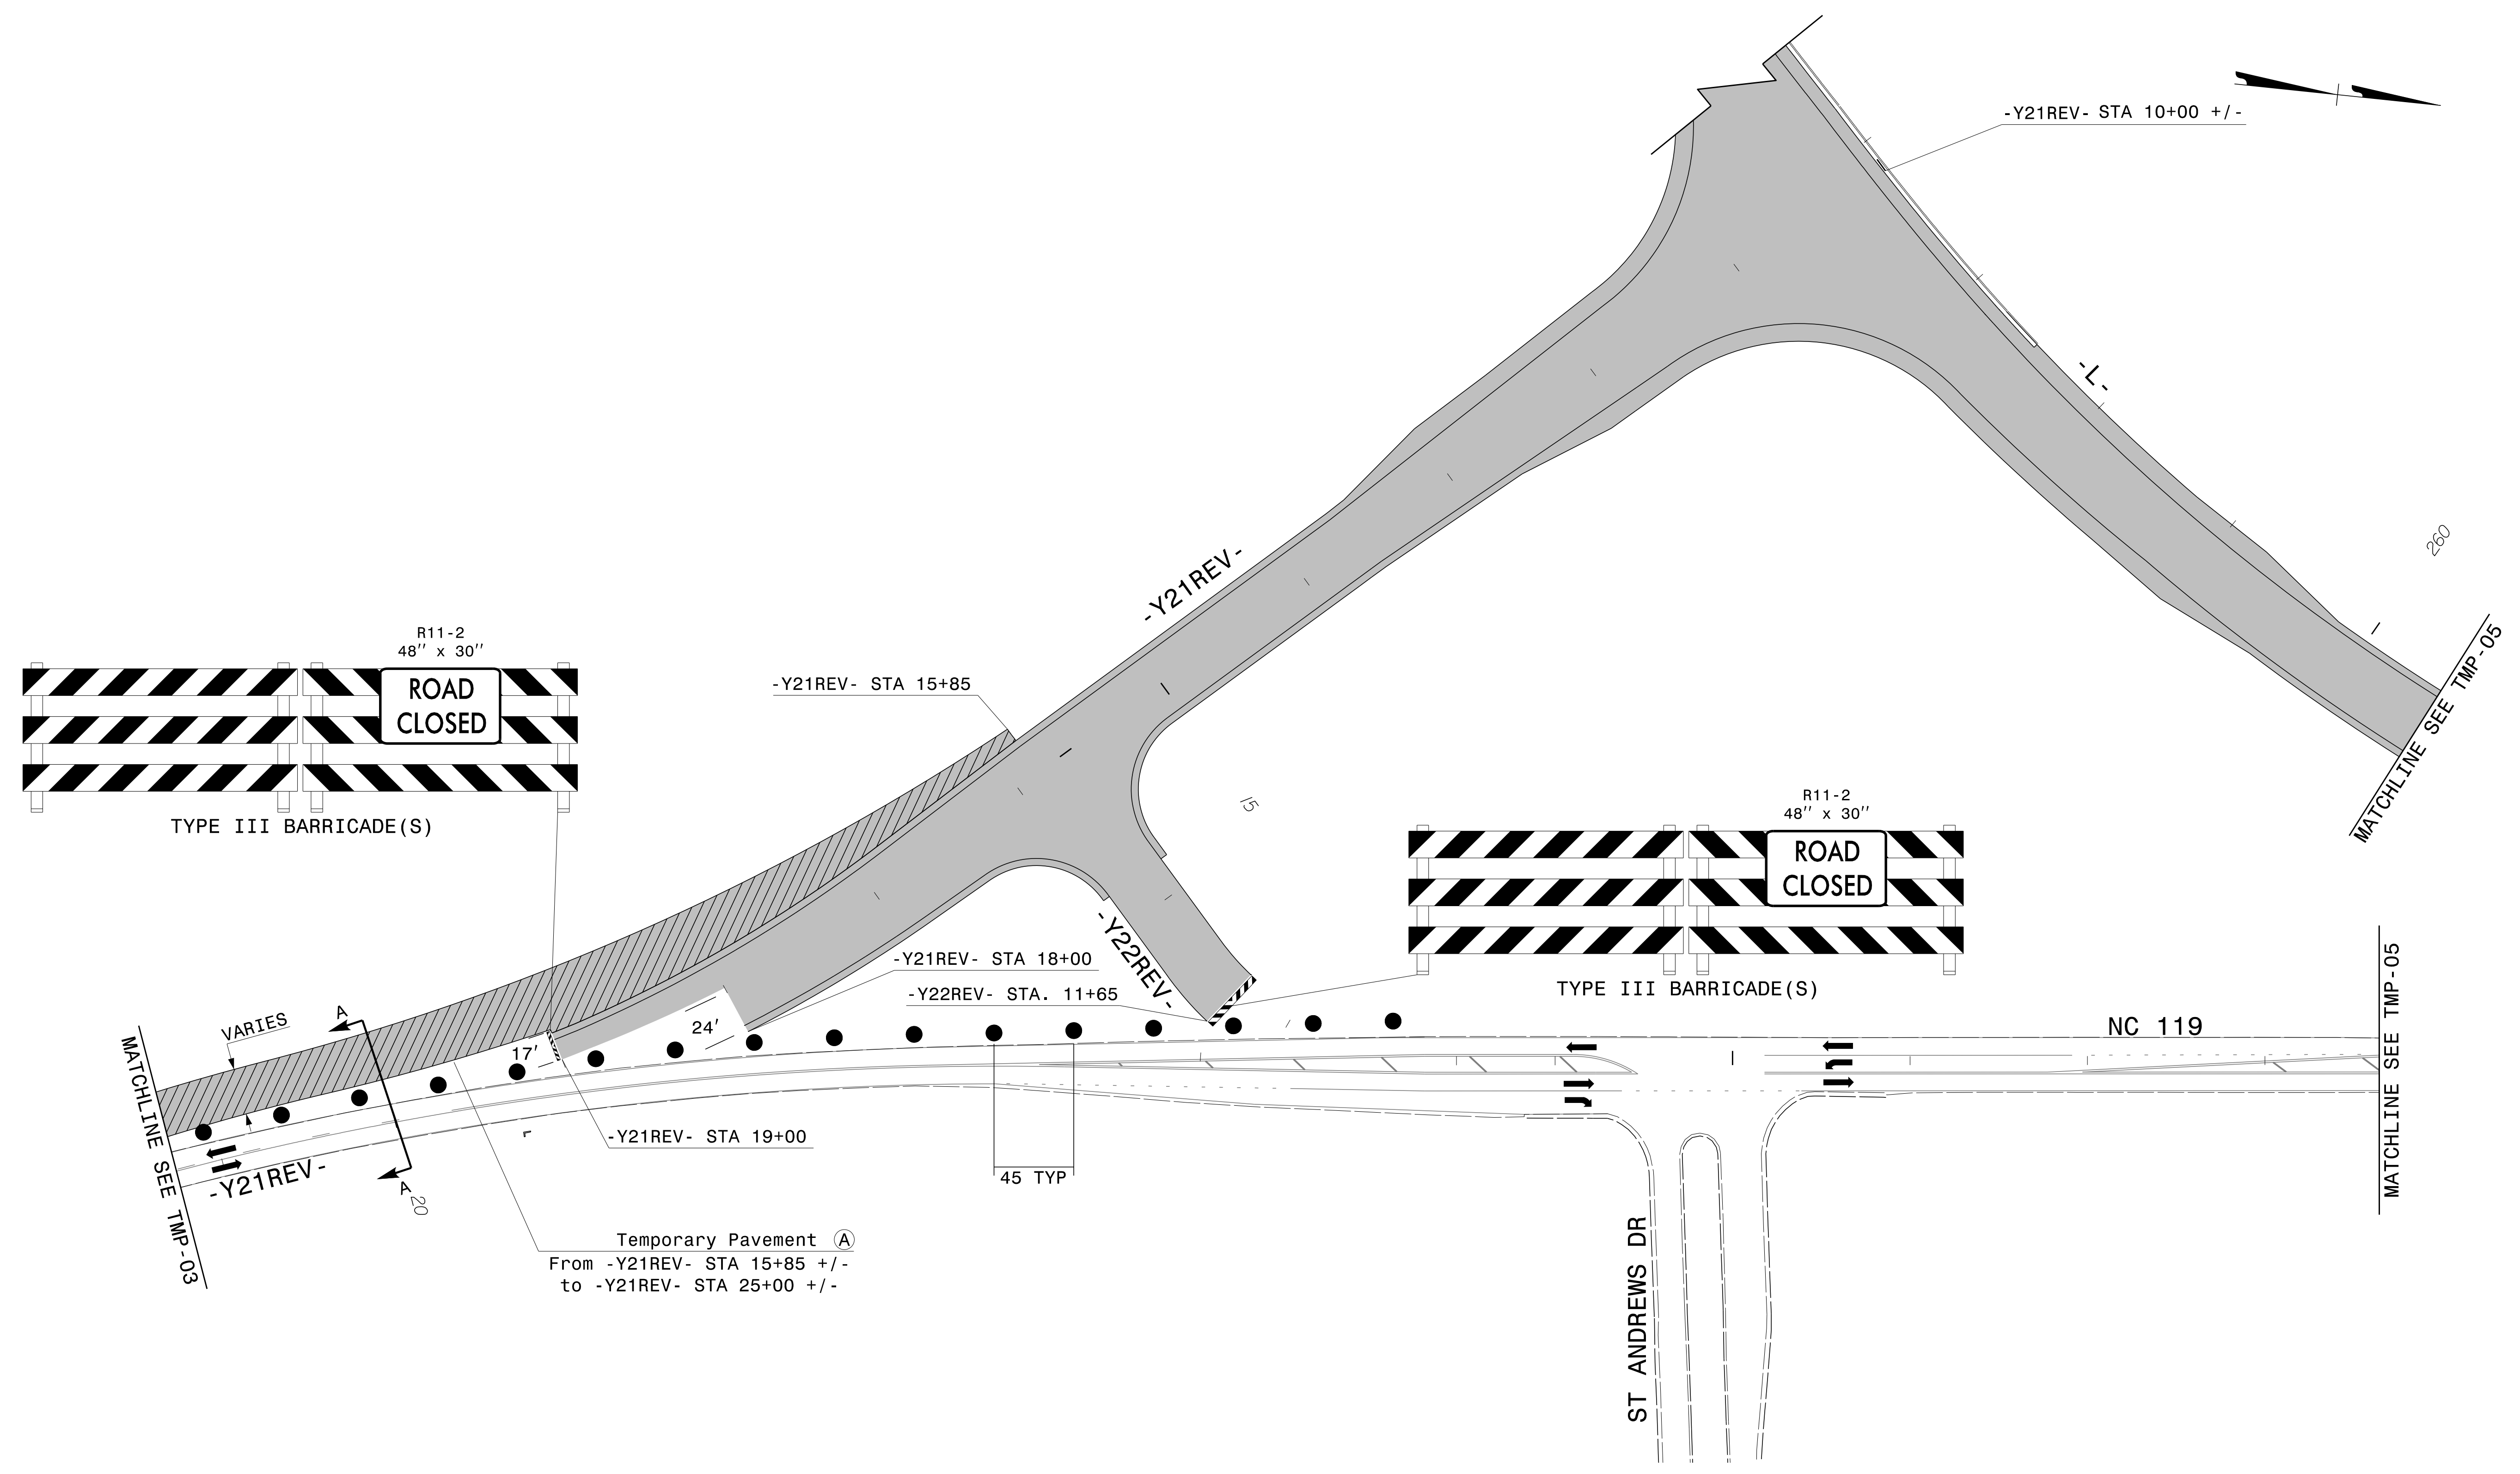 -Y21REV- STA 10+00 +/-
-L-
260
MATCHLINE SEE TMP-05
-Y21REV-
R11-2
48" x 30"
ROAD
CLOSED
TYPE III BARRICADE(S)
-Y21REV- STA 15+85
15
R11-2
48" x 30"
ROAD
CLOSED
TYPE III BARRICADE(S)
-Y22REV-
-Y21REV- STA 18+00
-Y22REV- STA. 11+65
MATCHLINE SEE TMP-05
NC 119
VARIES
A
24'
17'
MATCHLINE SEE TMP-03
-Y21REV-
A
20
-Y21REV- STA 19+00
45 TYP
Temporary Pavement A
From -Y21REV- STA 15+85 +/-
to -Y21REV- STA 25+00 +/-
ST ANDREWS DR